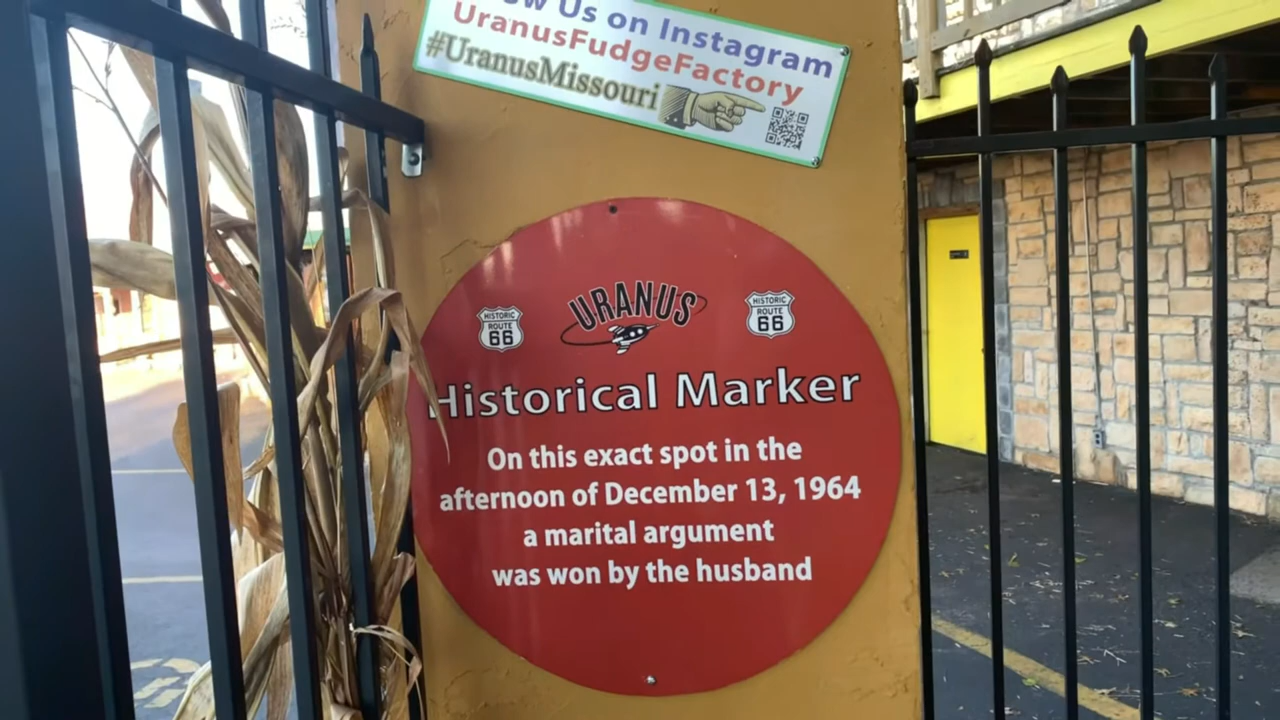 Us on Instagram
UranusFudgeFactory
#UranusMissouri
HISTORIC
ROUTE
66
URANUS
HISTORIC
ROUTE
66
Historical Marker
On this exact spot in the
afternoon of December 13, 1964
a marital argument
was won by the husband